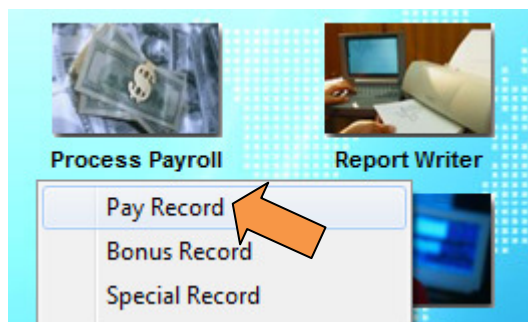 Process Payroll
Report Writer
Pay Record
Bonus Record
Special Record